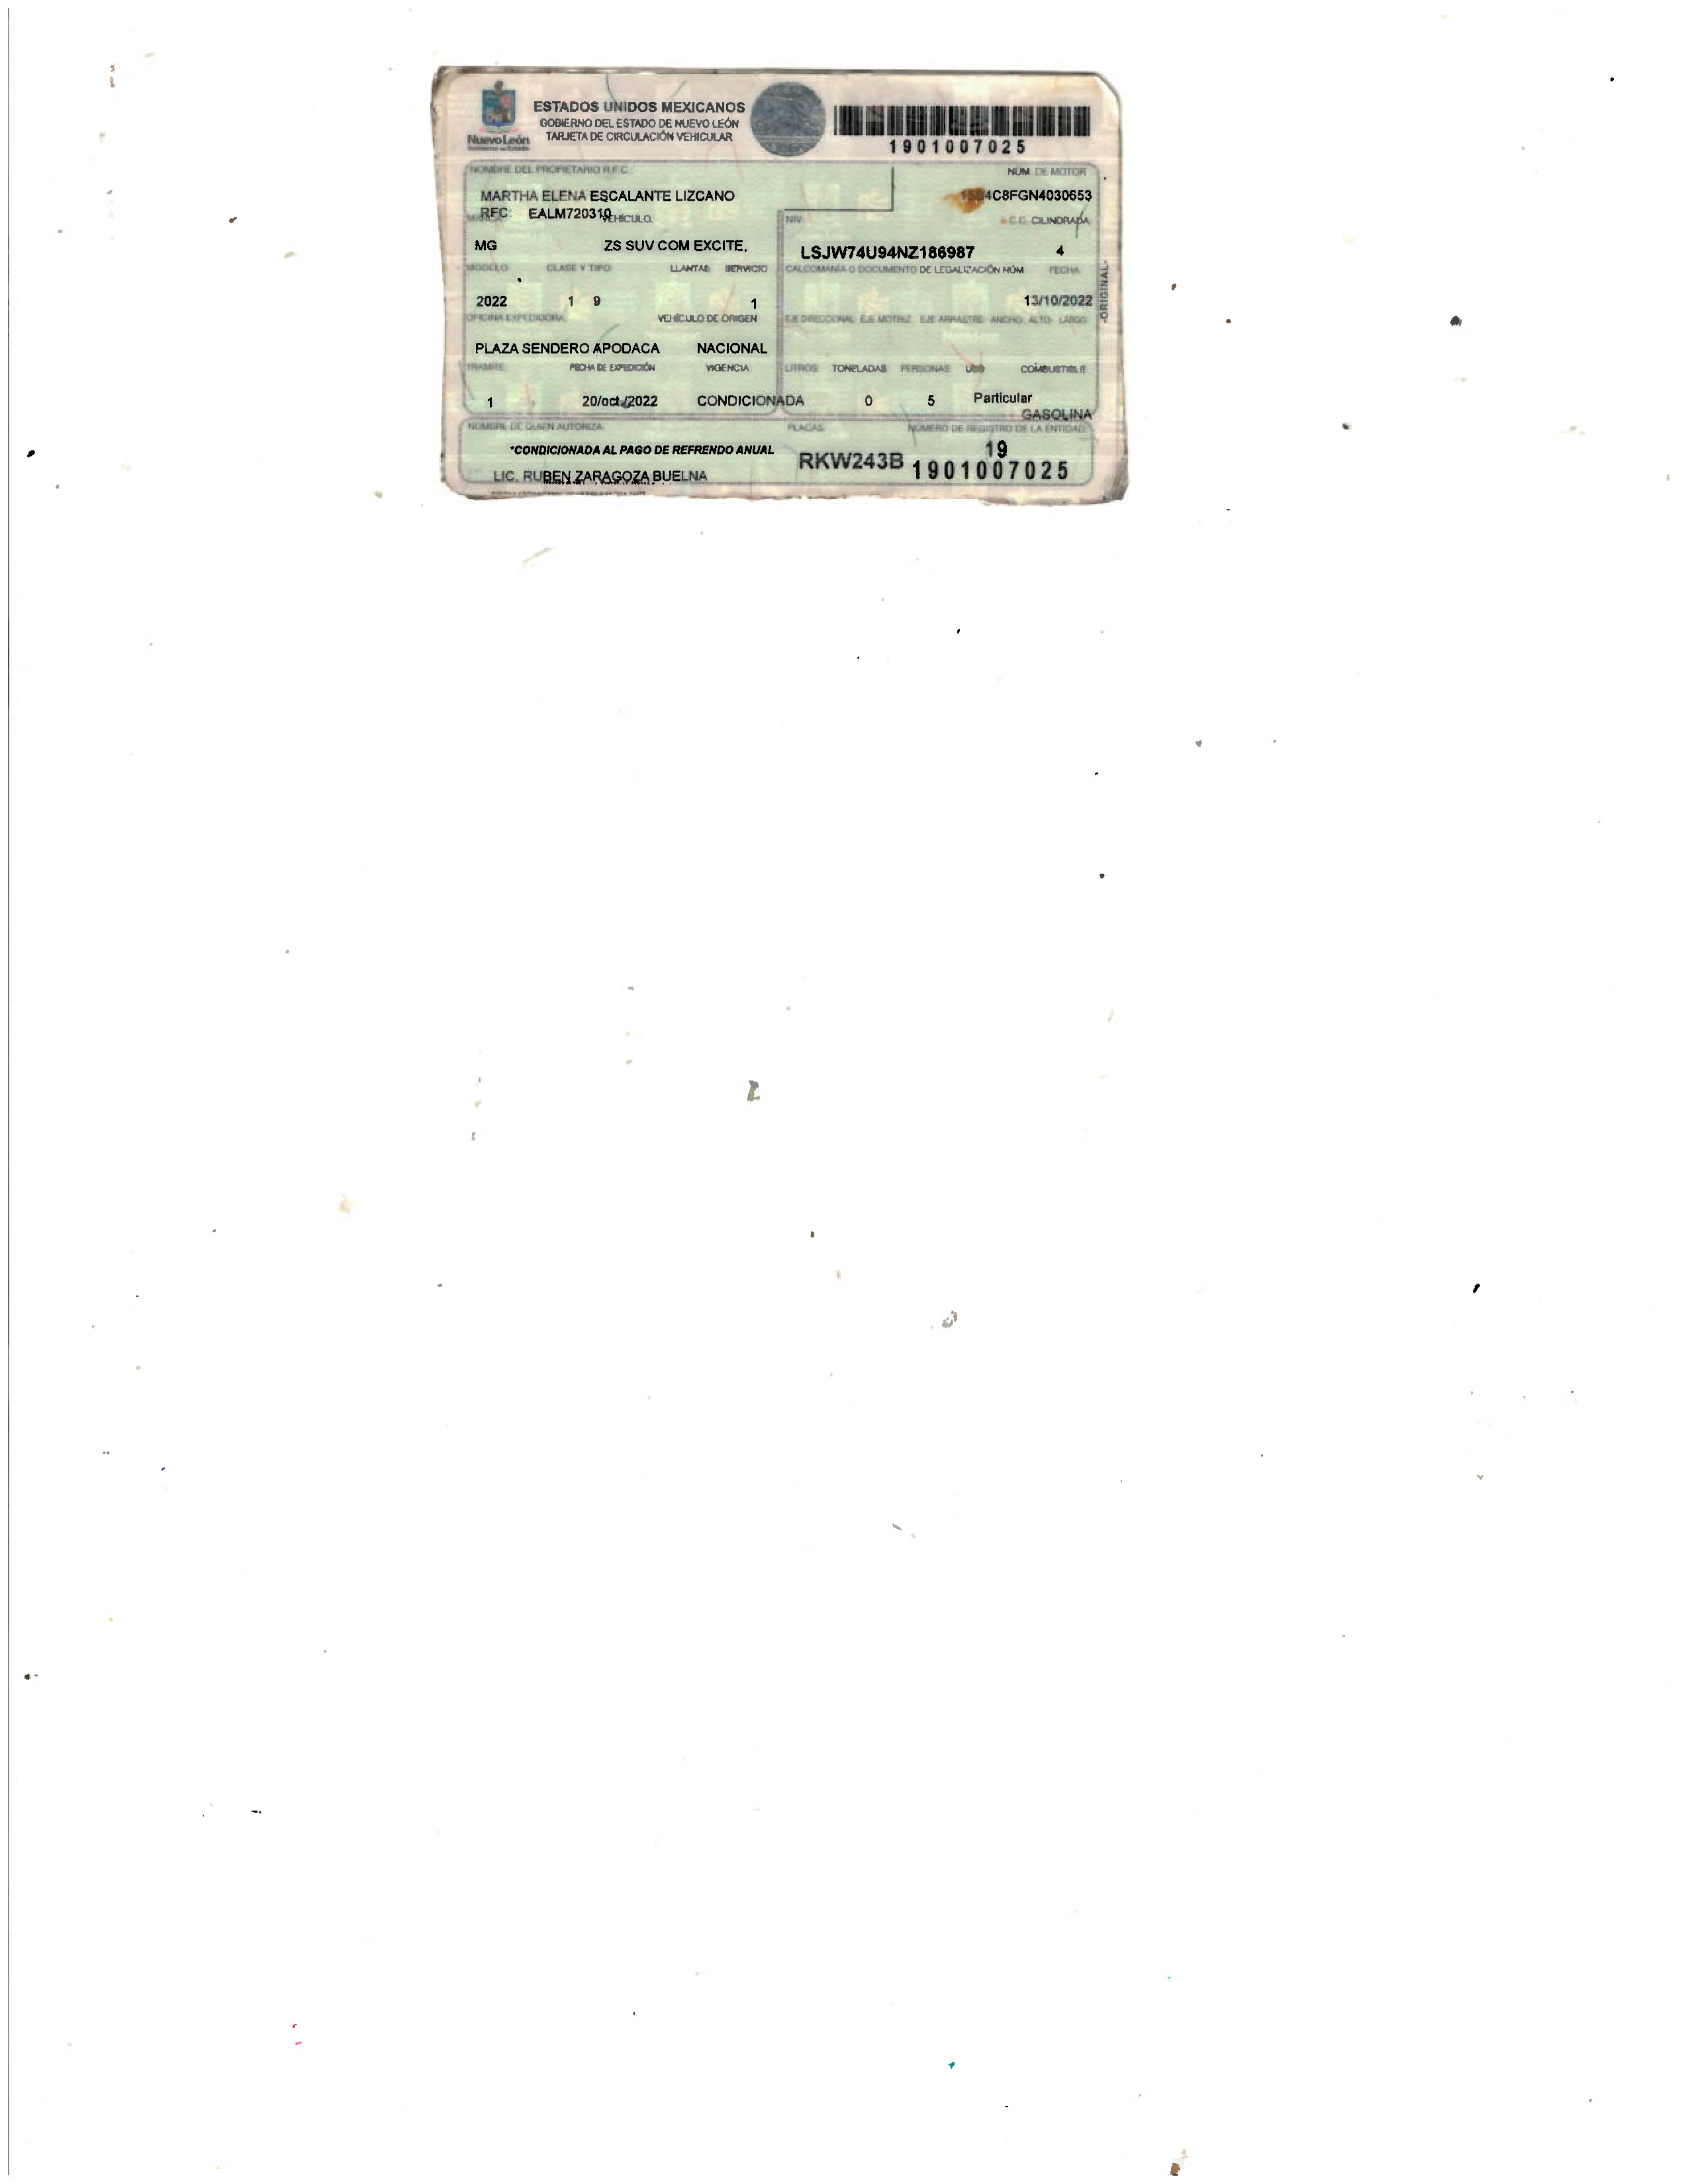 ESTADOS UNIDOS MEXICANOS
GOBIERNO DEL ESTADO DE NUEVO LEÓN
TARJETA DE CIRCULACIÓN VEHICULAR
Nuevo León
1901007025
NOMBRE DEL PROPIETARIO R.F.C.
NÚM. DE MOTOR
MARTHA ELENA ESCALANTE LIZCANO
4C8FGN4030653
RFC: EALM720310
MARCA VEHÍCULO. NIV C.C. CILINDRADA
MG ZS SUV COM EXCITE, LSJW74U94NZ186987 4
MODELO CLASE Y TIPO LLANTAS SERVICIO CALCOMANÍA O DOCUMENTO DE LEGALIZACIÓN NÚM FECHA
2022 1 9 1 13/10/2022
-ORIGINAL-
OFICINA EXPEDIDORA VEHÍCULO DE ORIGEN EJE DIRECCIONAL EJE MOTRIZ EJE ARRASTRE ANCHO ALTO LARGO
PLAZA SENDERO APODACA NACIONAL
TRÁMITE FECHA DE EXPEDICIÓN VIGENCIA LITROS TONELADAS PERSONAS USO COMBUSTIBLE
1 20/oct./2022 CONDICIONADA 0 5 Particular
GASOLINA
NOMBRE DE QUIEN AUTORIZA PLACAS NÚMERO DE REGISTRO DE LA ENTIDAD
*CONDICIONADA AL PAGO DE REFRENDO ANUAL
19
RKW243B 1901007025
LIC. RUBEN ZARAGOZA BUELNA